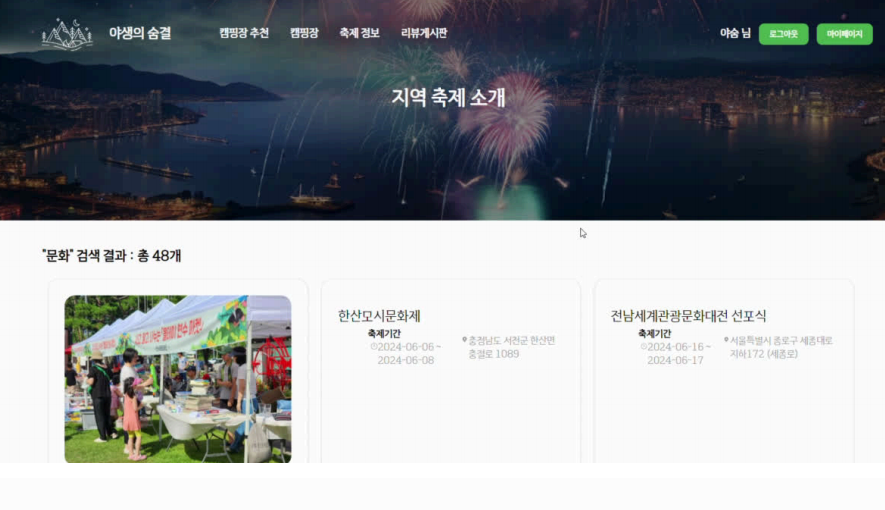 야생의 숨결
캠핑장 추천
캠핑장
축제 정보
리뷰게시판
야숨 님
로그아웃
마이페이지
지역 축제 소개
"문화" 검색 결과 : 총 48개
한산모시문화제
축제기간
2024-06-06 ~
2024-06-08
충청남도 서천군 한산면
충절로 1089
전남세계관광문화대전 선포식
축제기간
2024-06-16 ~
2024-06-17
서울특별시 종로구 세종대로
지하172 (세종로)